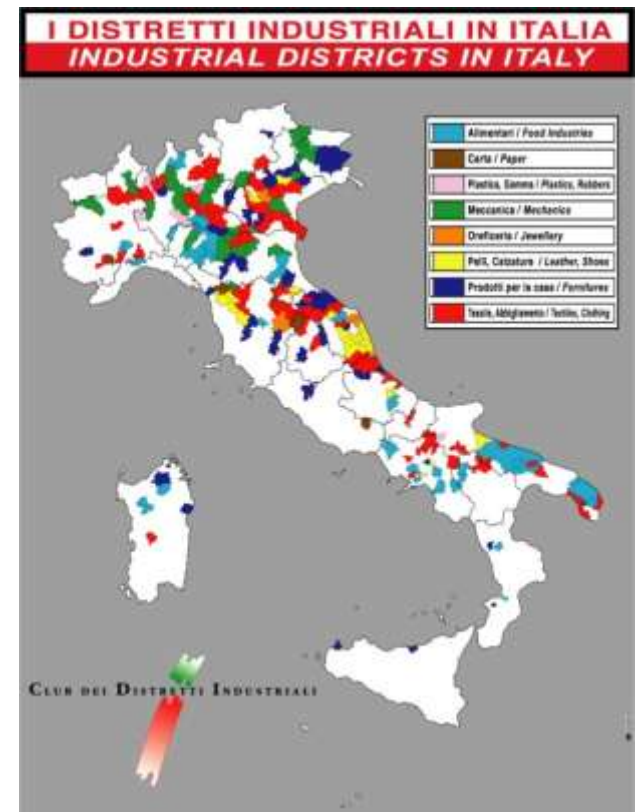 I DISTRETTI INDUSTRIALI IN ITALIA
INDUSTRIAL DISTRICTS IN ITALY
Alimentari / Food Industries
Carta / Paper
Plastica, Gomma / Plastics, Rubbers
Meccanica / Mechanics
Oreficeria / Jewellery
Pelli, Calzature / Leather, Shoes
Prodotti per la casa / Fornitures
Tessile, Abbigliamento / Textiles, Clothing
CLUB DEI DISTRETTI INDUSTRIALI